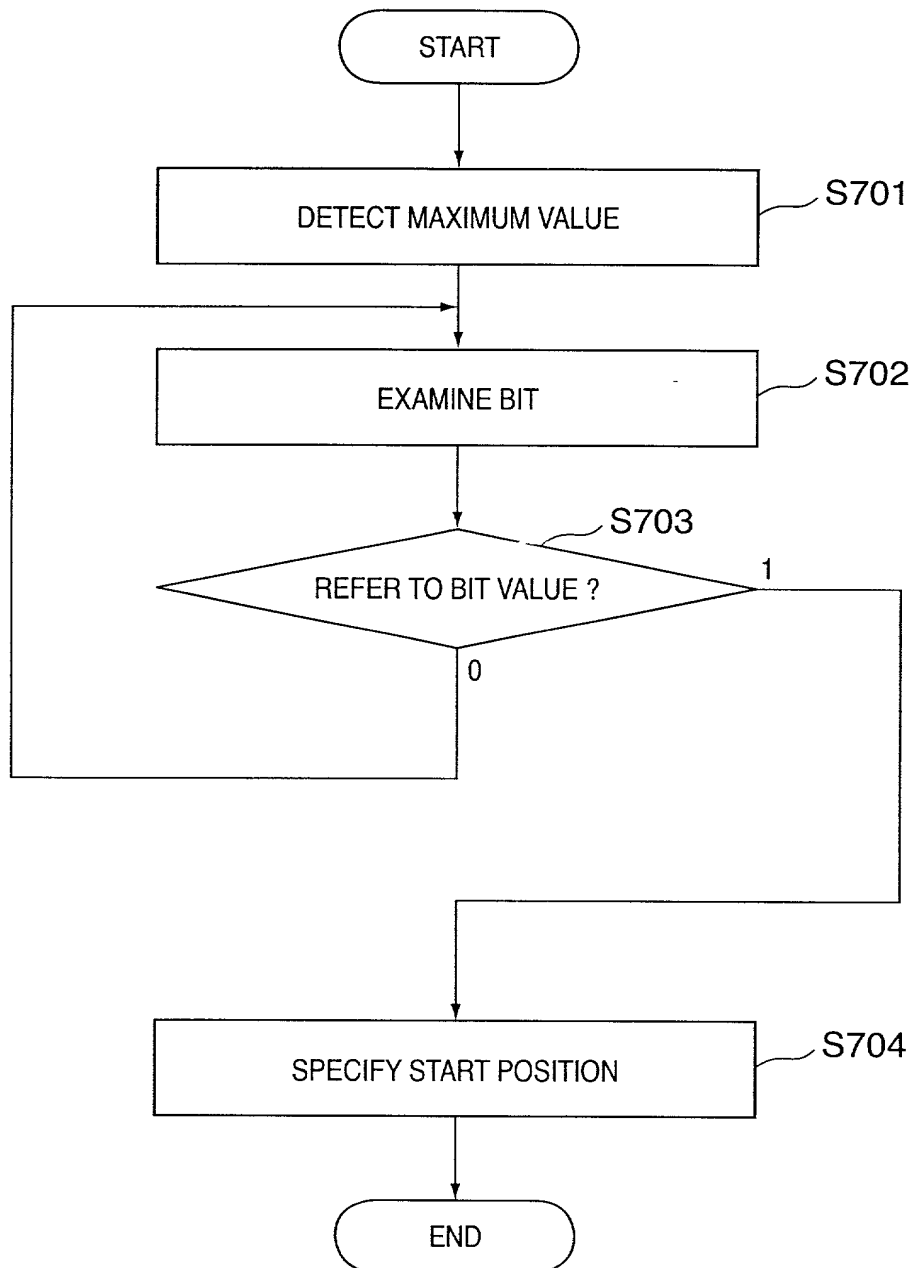 START
DETECT MAXIMUM VALUE
S701
EXAMINE BIT
S702
S703
REFER TO BIT VALUE ?
1
0
SPECIFY START POSITION
S704
END